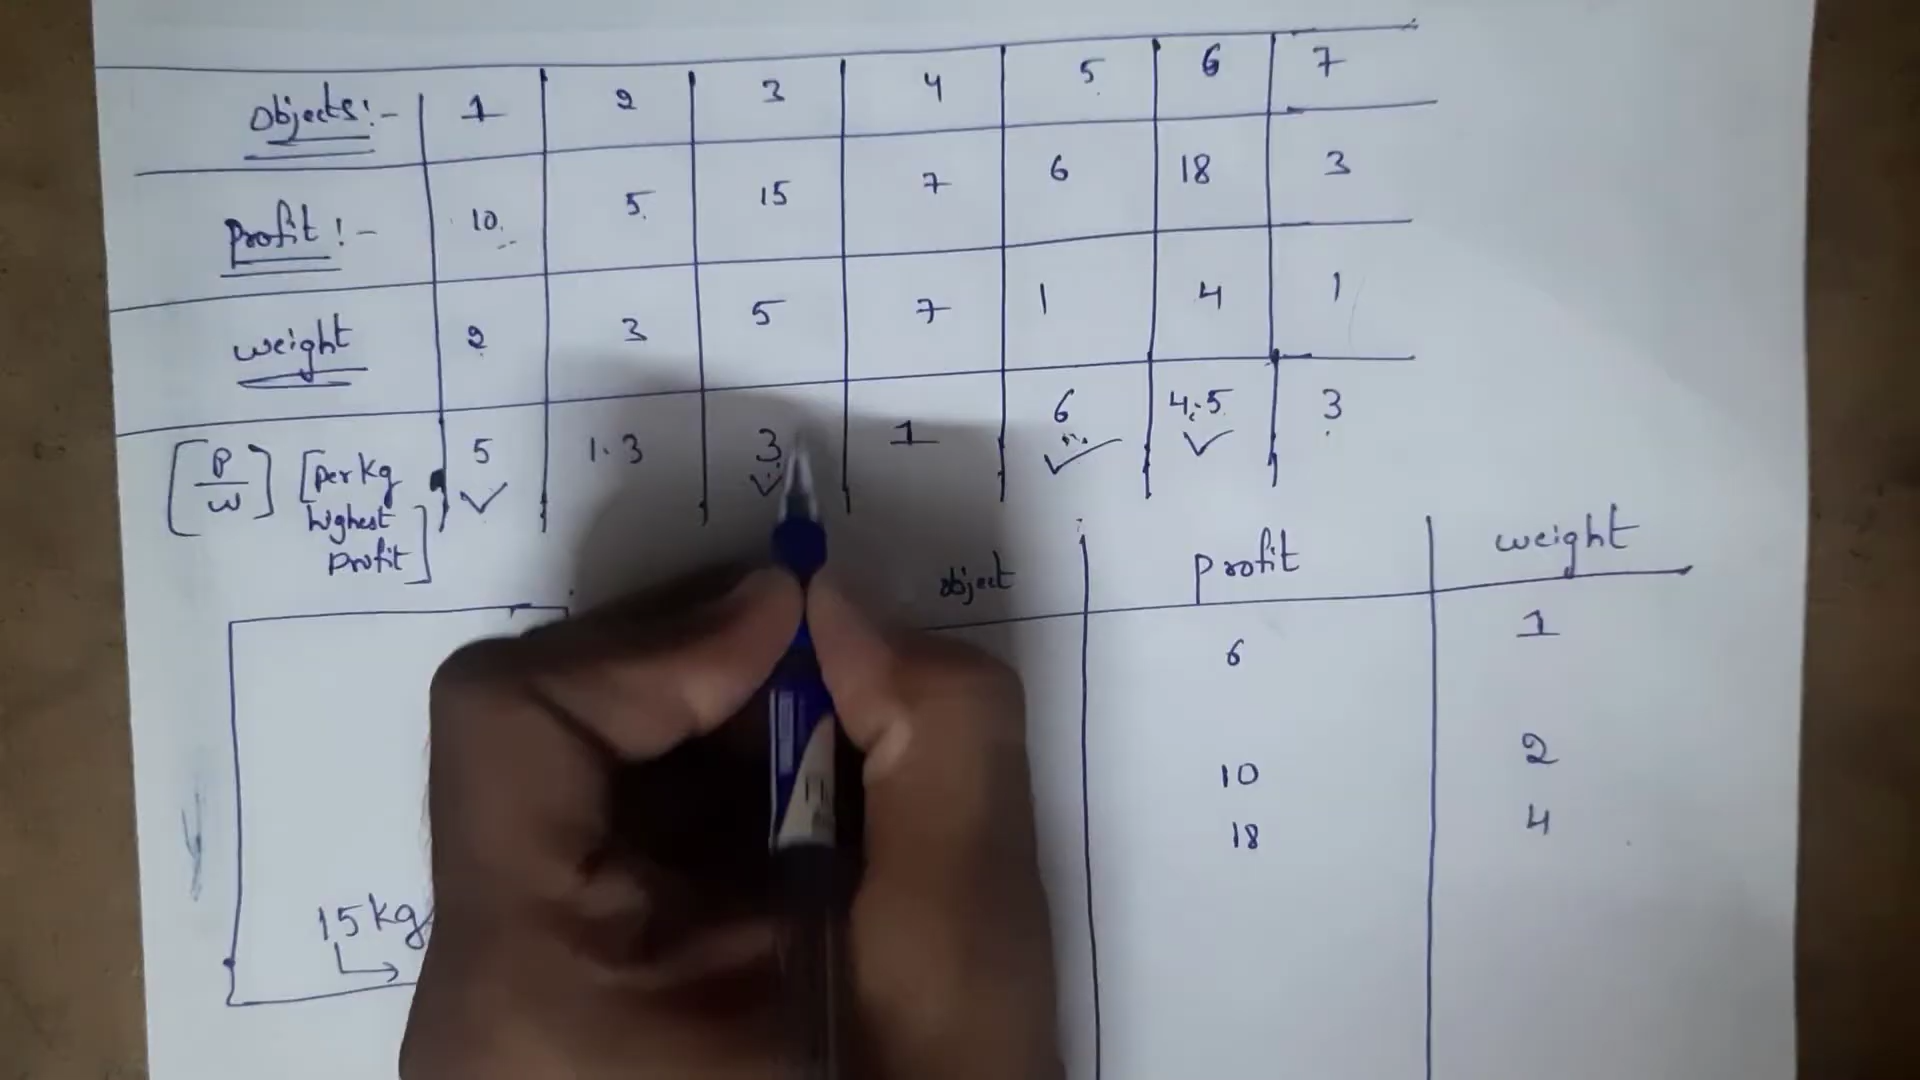 Objects:- 1 2 3 4 5 6 7
Profit:- 10 5 15 7 6 18 3
weight 2 3 5 7 1 4 1
[P/w] [per kg highest profit] 5 1.3 3 1 6 4.5 3
object profit weight
6 1
10 2
18 4
15kg